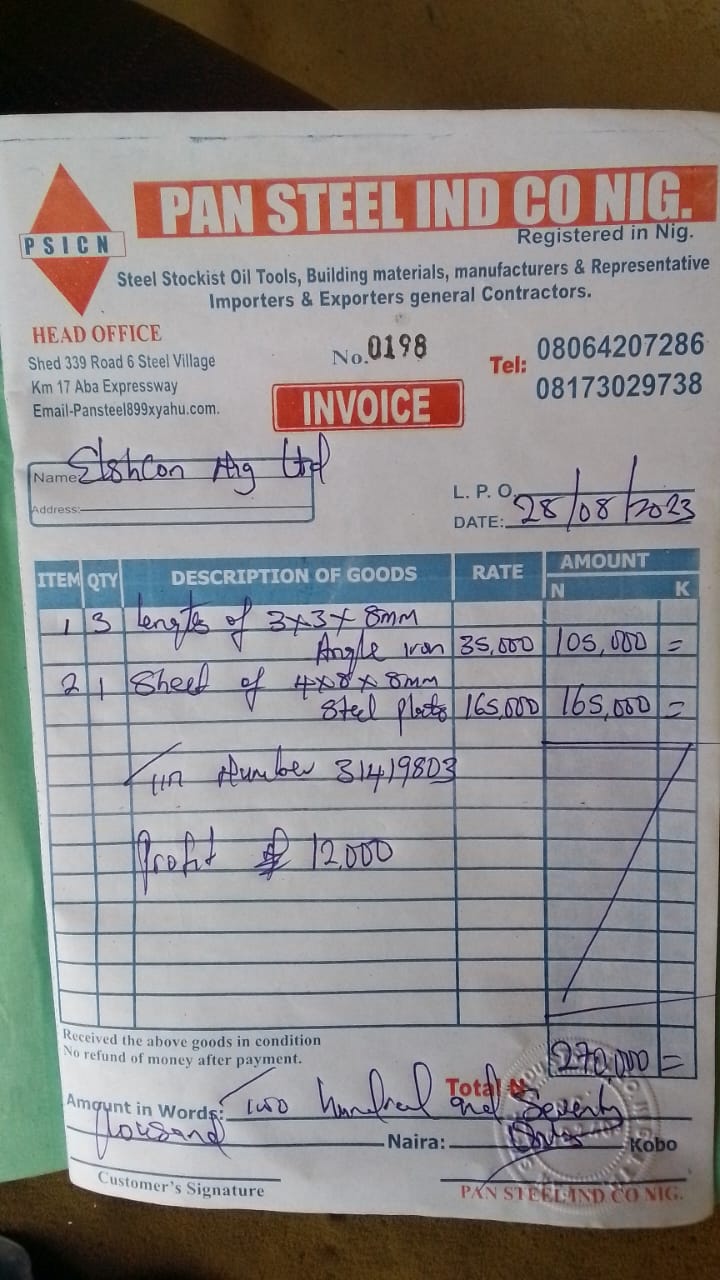 PSICN
PAN STEEL IND CO NIG.
Registered in Nig.
Steel Stockist Oil Tools, Building materials, manufacturers & Representative
Importers & Exporters general Contractors.
HEAD OFFICE
Shed 339 Road 6 Steel Village
Km 17 Aba Expressway
Email-Pansteel899xyahu.com.
No. 0198
INVOICE
Tel: 08064207286
08173029738
Name: Elshcon Nig Ltd
Address:
L. P. O.
DATE: 28/08/2023
ITEM QTY DESCRIPTION OF GOODS RATE AMOUNT
N K
1 3 lengths of 3x3x8mm
Angle iron 35,000 105,000 =
2 1 Sheet of 4x8x8mm
Steel plate 165,000 165,000 =
Tin Number 31419803
Profit 12,000
Received the above goods in condition
No refund of money after payment.
270,000 =
Total N
Amount in Words: Two hundred and Seventy
thousand Naira: Only Kobo
Customer's Signature
PAN STEEL IND CO NIG.